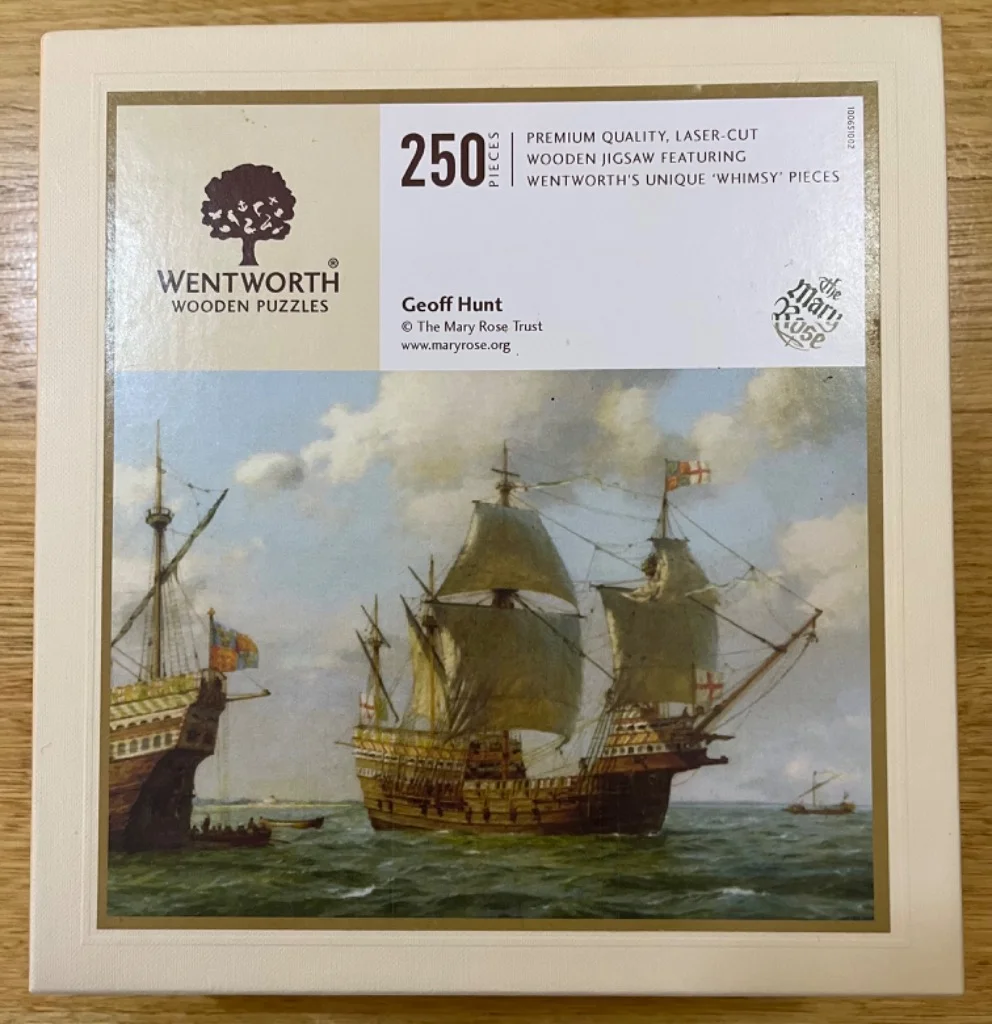 WENTWORTH®
WOODEN PUZZLES
250 PIECES
PREMIUM QUALITY, LASER-CUT
WOODEN JIGSAW FEATURING
WENTWORTH'S UNIQUE 'WHIMSY' PIECES
Geoff Hunt
© The Mary Rose Trust
www.maryrose.org
The
Mary
Rose